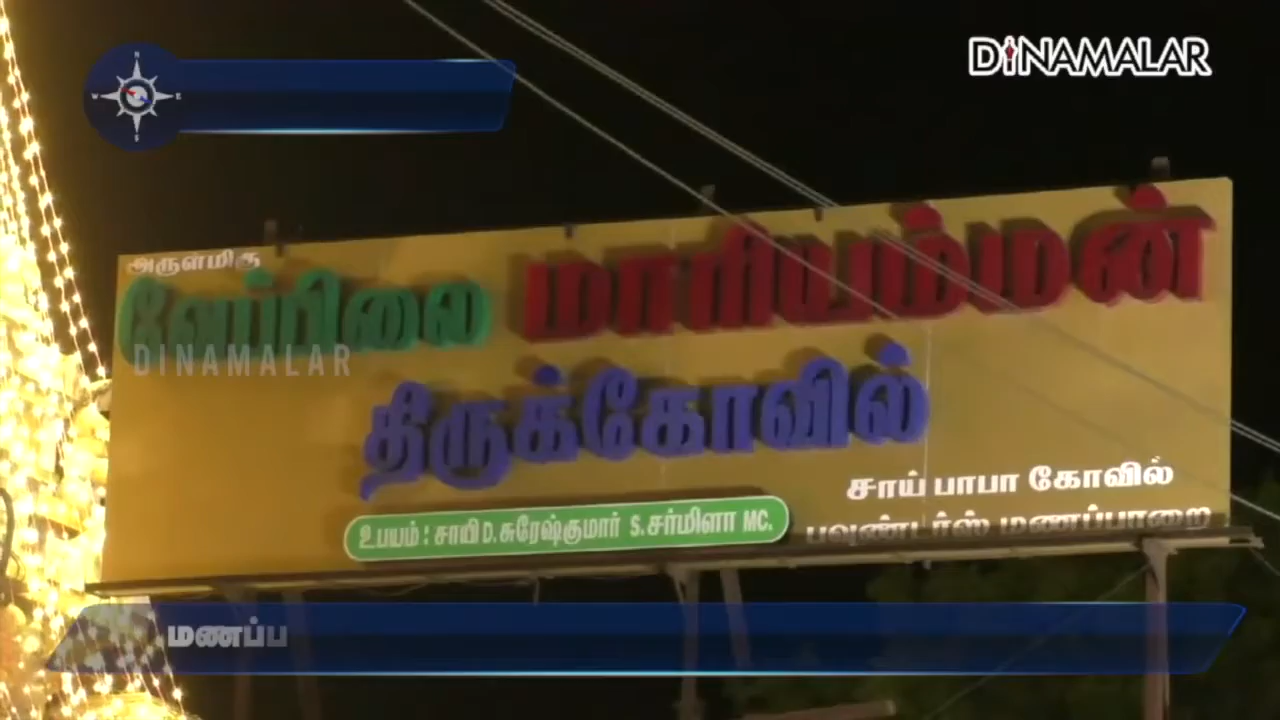 DINAMALAR
அருள்மிகு
வேப்பிலை மாரியம்மன்
DINAMALAR
திருக்கோவில்
சாய் பாபா கோவில்
உபயம் : சாயி D. சுரேஷ்குமார் S. சர்மிளா MC.
பவுண்டர்ஸ் மணப்பாறை
மணப்ப